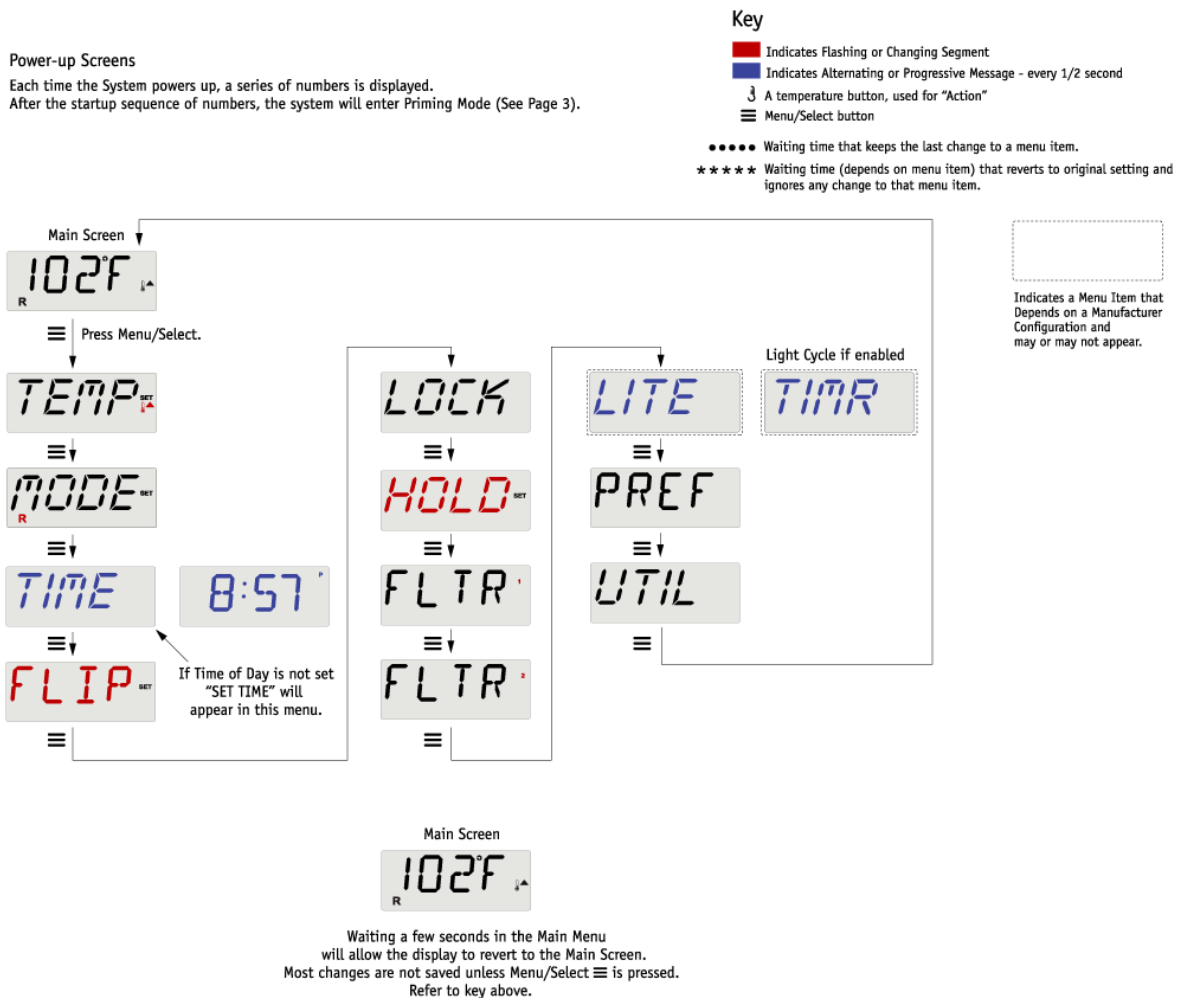 Key
Indicates Flashing or Changing Segment
Indicates Alternating or Progressive Message - every 1/2 second
A temperature button, used for “Action”
Menu/Select button
••••• Waiting time that keeps the last change to a menu item.
* * * * * Waiting time (depends on menu item) that reverts to original setting and
ignores any change to that menu item.
Power-up Screens
Each time the System powers up, a series of numbers is displayed.
After the startup sequence of numbers, the system will enter Priming Mode (See Page 3).
Main Screen
102°F
R
Press Menu/Select.
TEMP SET
MODE SET
R
TIME
8:57 P
If Time of Day is not set
“SET TIME” will
appear in this menu.
FLIP SET
LOCK
HOLD SET
FLTR 1
FLTR 2
LITE
Light Cycle if enabled
TIMR
PREF
UTIL
Indicates a Menu Item that
Depends on a Manufacturer
Configuration and
may or may not appear.
Main Screen
102°F
R
Waiting a few seconds in the Main Menu
will allow the display to revert to the Main Screen.
Most changes are not saved unless Menu/Select ☰ is pressed.
Refer to key above.